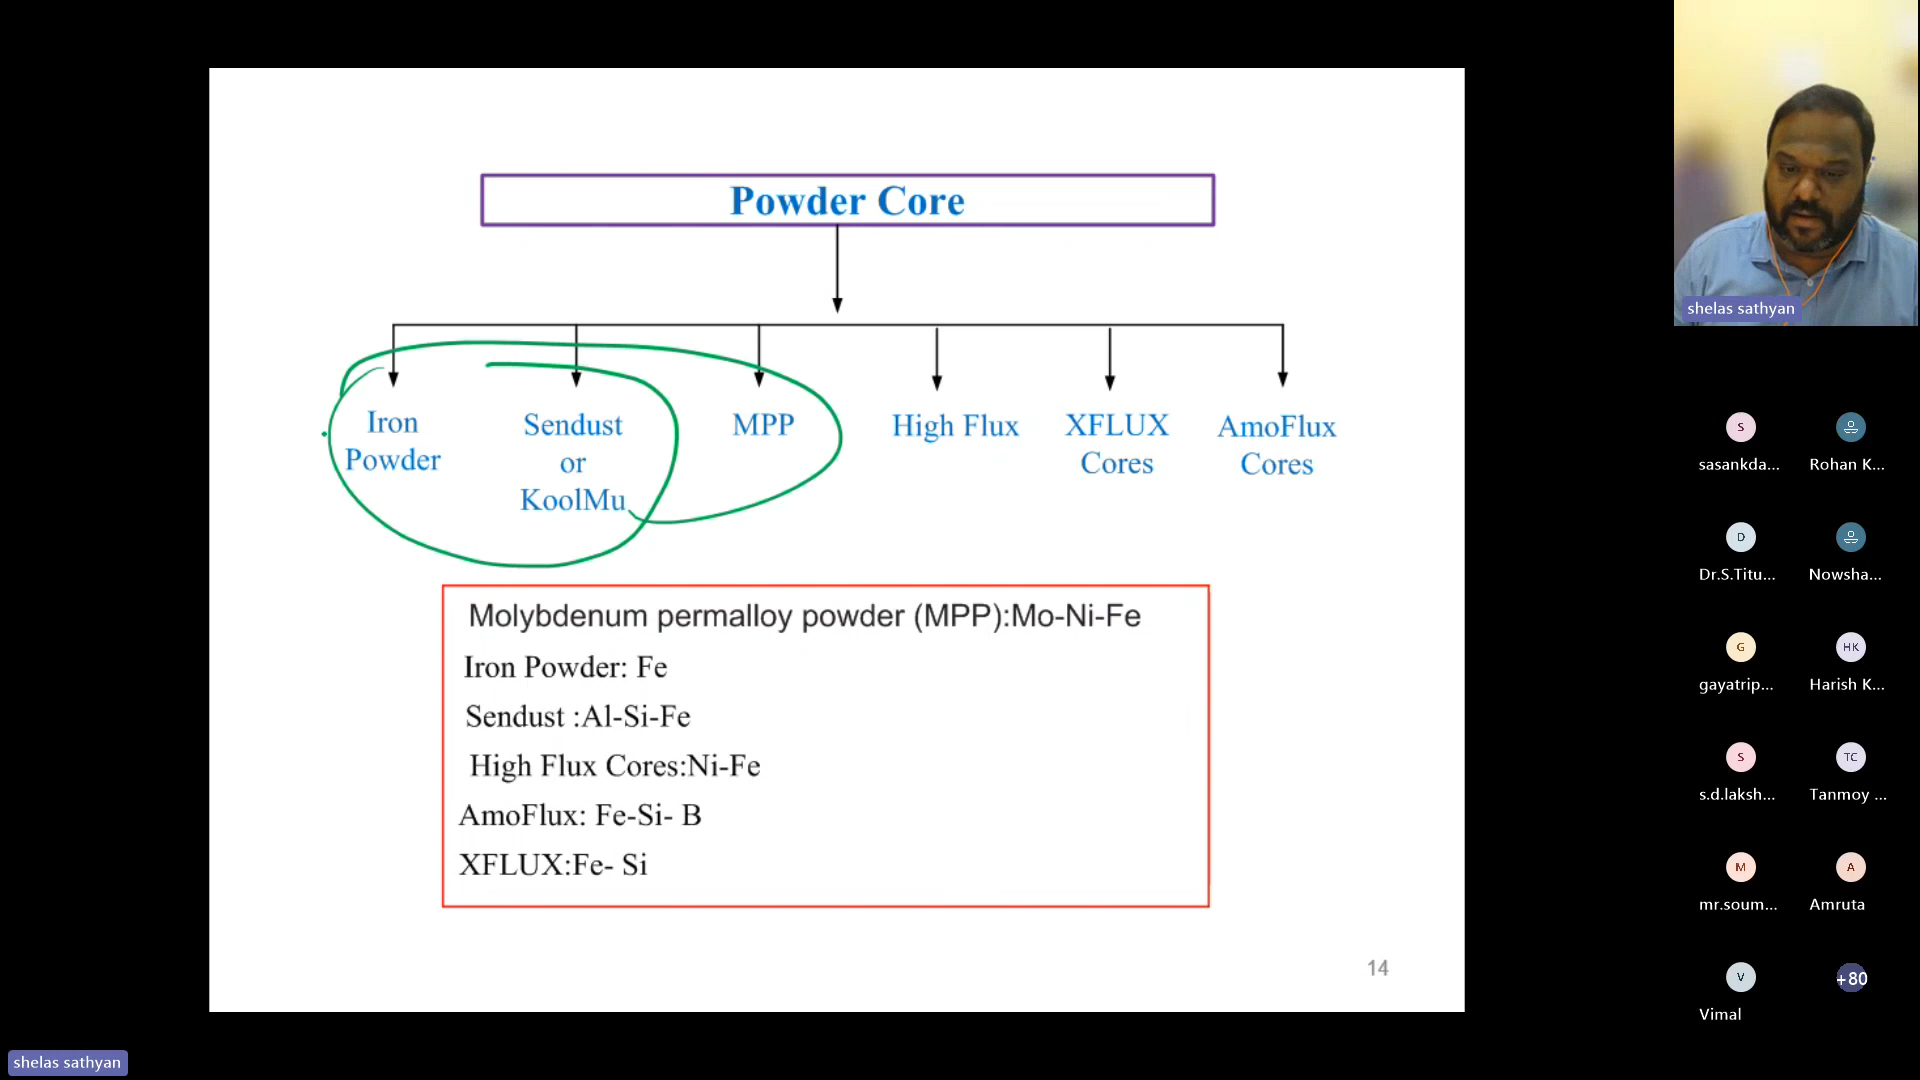 Powder Core
Iron
Powder
Sendust
or
KoolMu
MPP
High Flux
XFLUX
Cores
AmoFlux
Cores
Molybdenum permalloy powder (MPP):Mo-Ni-Fe
Iron Powder: Fe
Sendust :Al-Si-Fe
High Flux Cores:Ni-Fe
AmoFlux: Fe-Si- B
XFLUX:Fe- Si
14
shelas sathyan
S
sasankda...
Rohan K...
D
Dr.S.Titu...
Nowsha...
G
gayatrip...
HK
Harish K...
S
s.d.laksh...
TC
Tanmoy ...
M
mr.soum...
A
Amruta
V
Vimal
+80
shelas sathyan